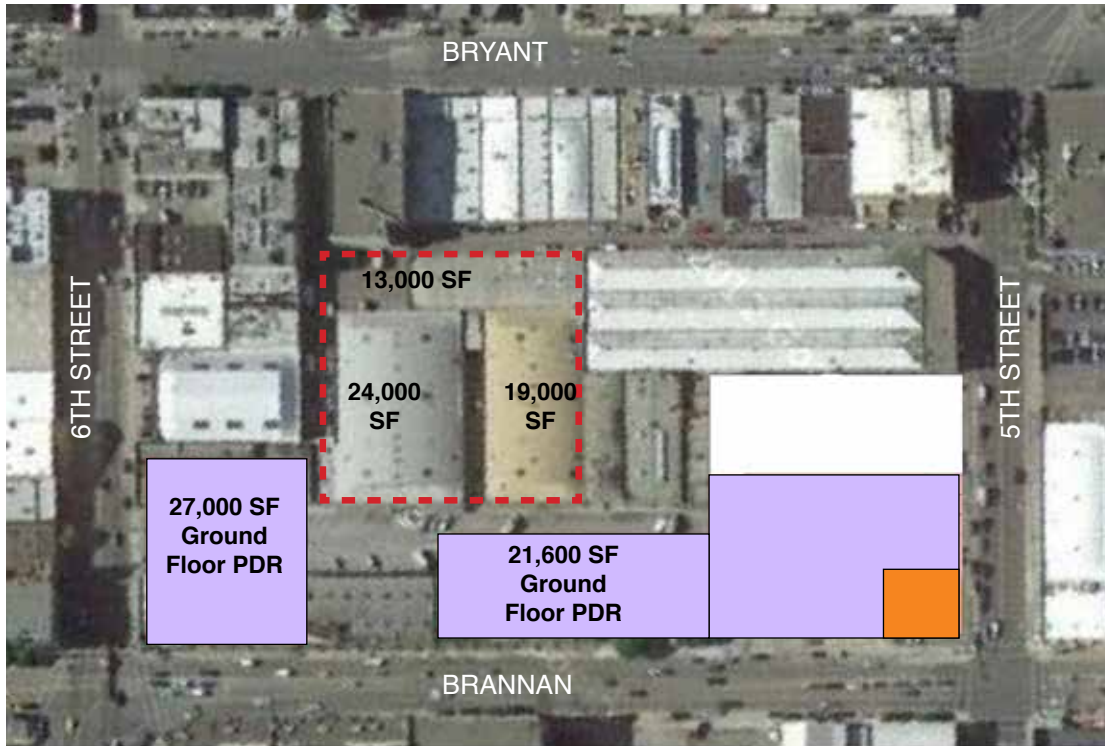 BRYANT
13,000 SF
6TH STREET
5TH STREET
24,000
SF
19,000
SF
27,000 SF
Ground
Floor PDR
21,600 SF
Ground
Floor PDR
BRANNAN